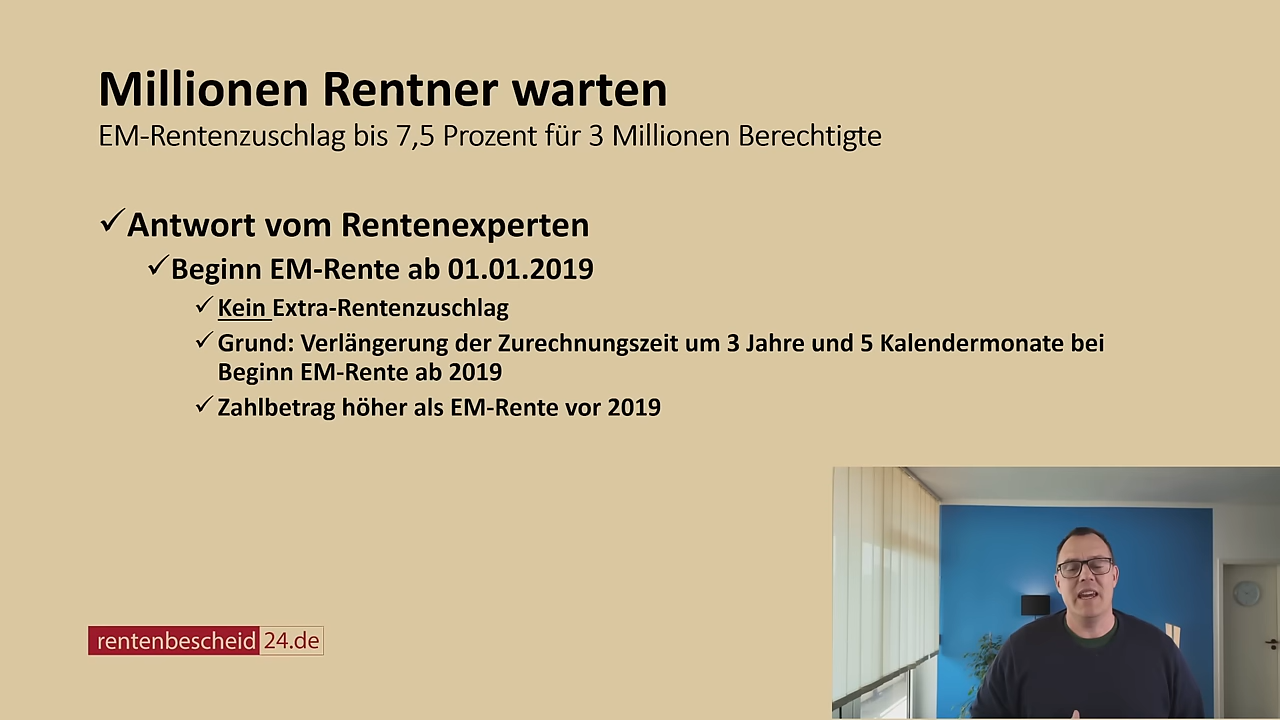 Millionen Rentner warten
EM-Rentenzuschlag bis 7,5 Prozent für 3 Millionen Berechtigte
✓Antwort vom Rentenexperten
✓Beginn EM-Rente ab 01.01.2019
✓Kein Extra-Rentenzuschlag
✓Grund: Verlängerung der Zurechnungszeit um 3 Jahre und 5 Kalendermonate bei
Beginn EM-Rente ab 2019
✓Zahlbetrag höher als EM-Rente vor 2019
rentenbescheid24.de